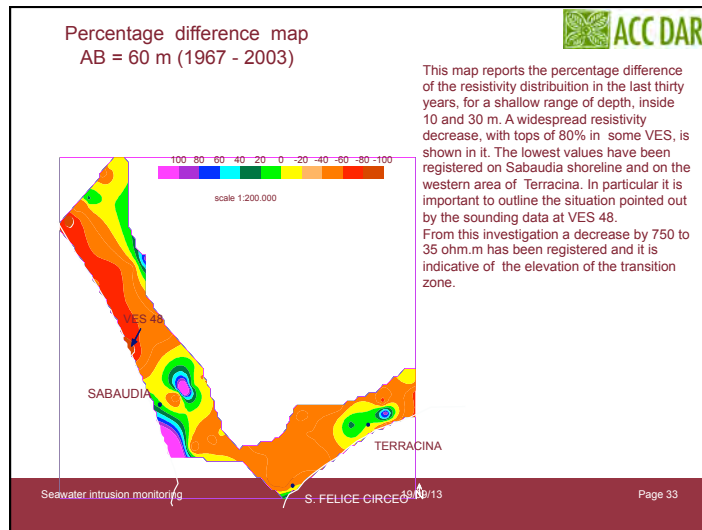 Percentage difference map
AB = 60 m (1967 - 2003)
ACC DAR
This map reports the percentage difference
of the resistivity distribuition in the last thirty
years, for a shallow range of depth, inside
10 and 30 m. A widespread resistivity
decrease, with tops of 80% in some VES, is
shown in it. The lowest values have been
registered on Sabaudia shoreline and on the
western area of Terracina. In particular it is
important to outline the situation pointed out
by the sounding data at VES 48.
From this investigation a decrease by 750 to
35 ohm.m has been registered and it is
indicative of the elevation of the transition
zone.
100 80 60 40 20 0 -20 -40 -60 -80 -100
scale 1:200.000
VES 48
SABAUDIA
TERRACINA
S. FELICE CIRCEO
Seawater intrusion monitoring
19/09/13
Page 33